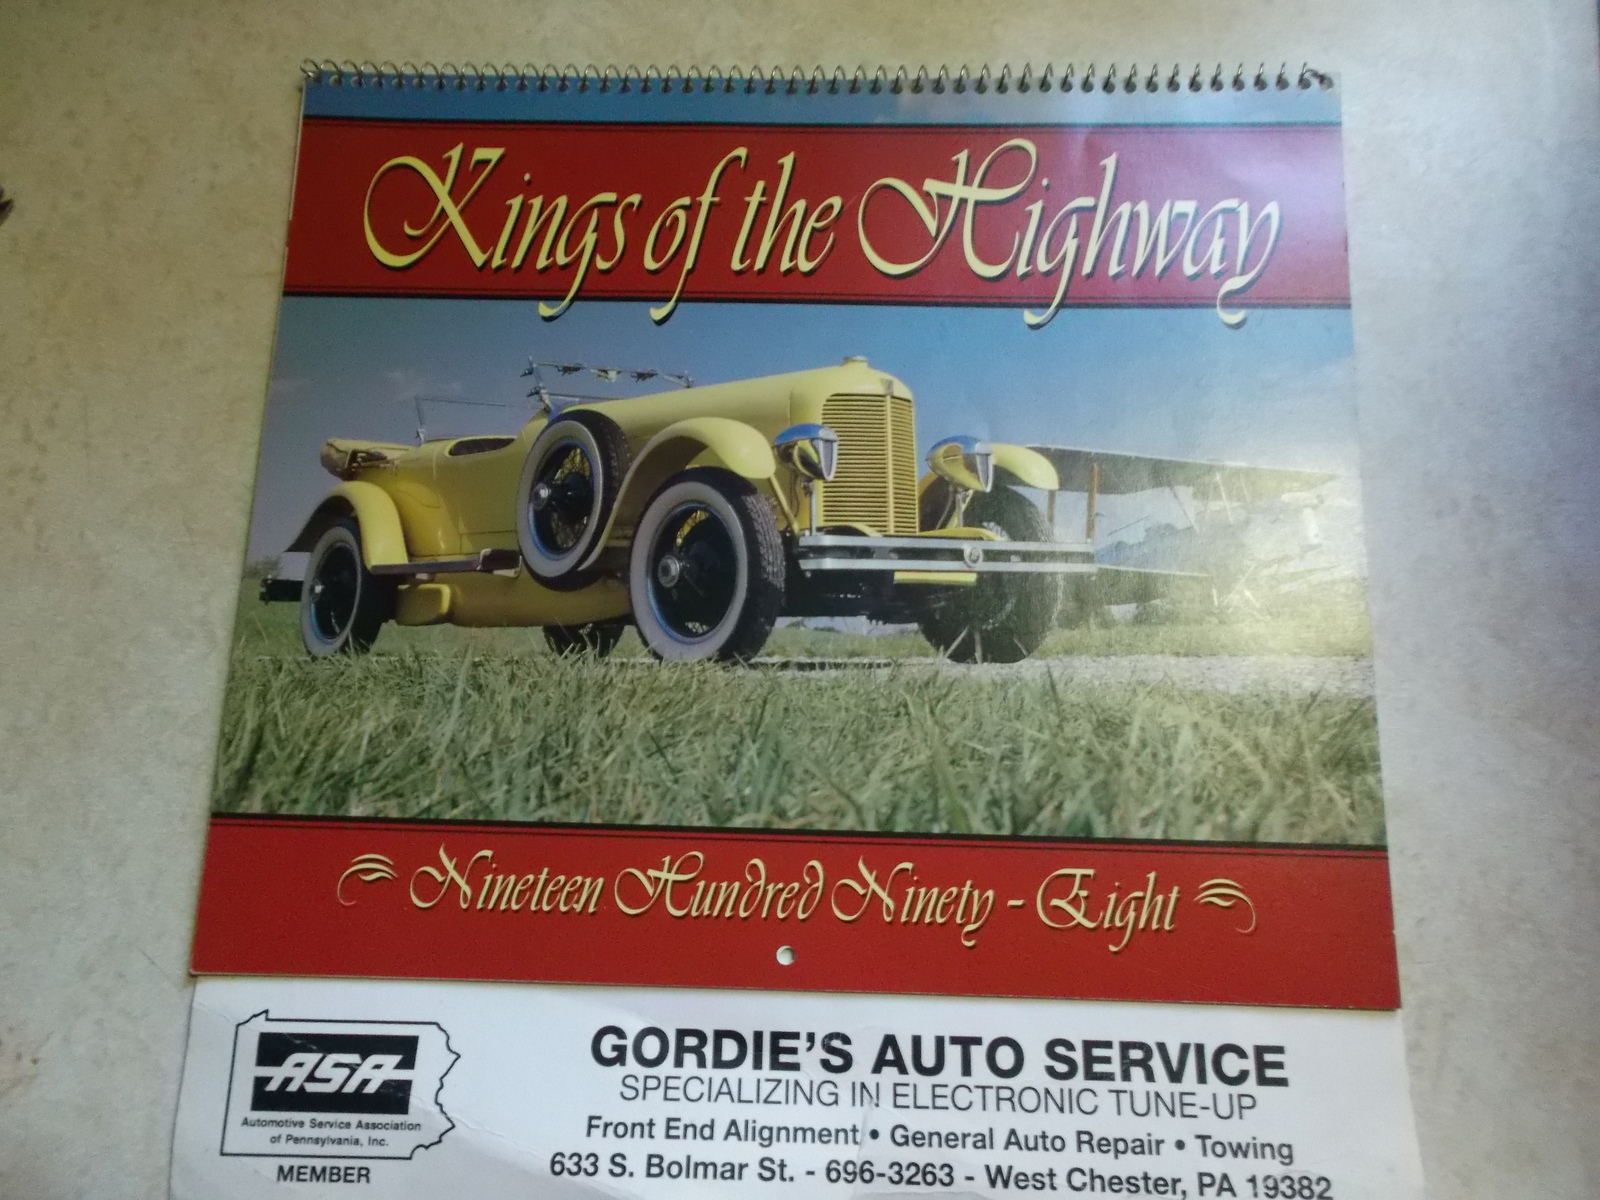 Kings of the Highway
Nineteen Hundred Ninety - Eight
ASA
Automotive Service Association
of Pennsylvania, Inc.
MEMBER
GORDIE'S AUTO SERVICE
SPECIALIZING IN ELECTRONIC TUNE-UP
Front End Alignment • General Auto Repair • Towing
633 S. Bolmar St. - 696-3263 - West Chester, PA 19382